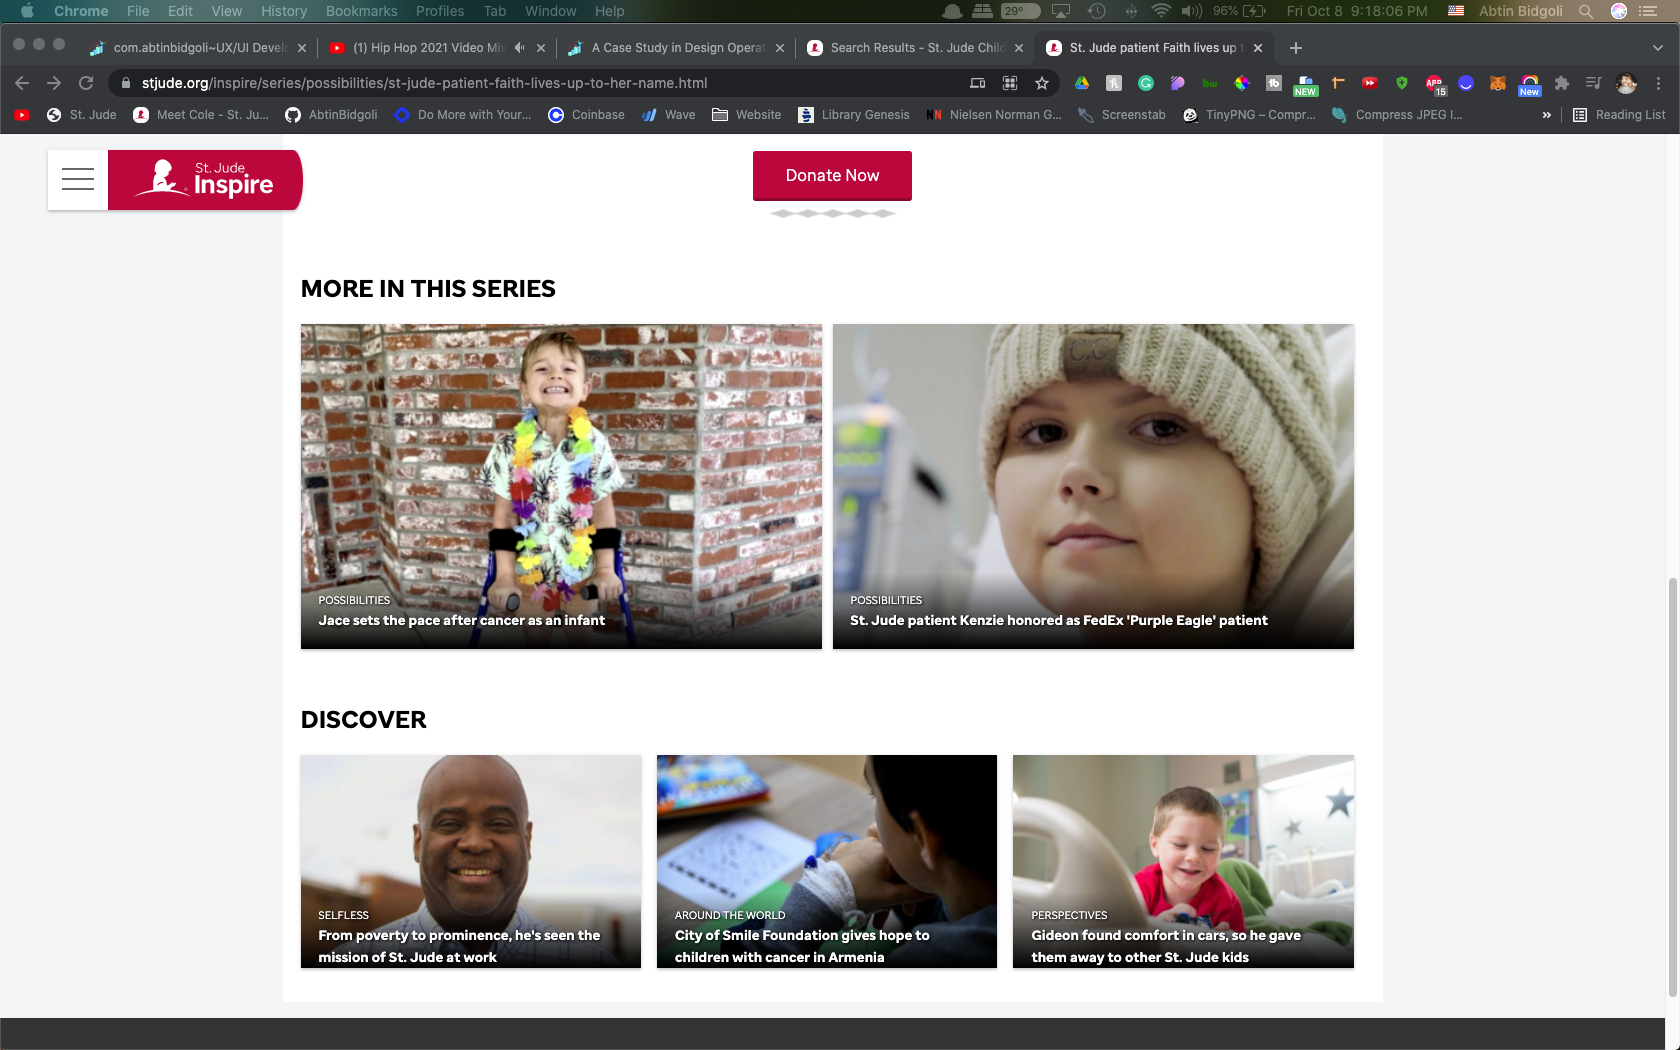 Chrome File Edit View History Bookmarks Profiles Tab Window Help 29° 96% Fri Oct 8 9:18:06 PM Abtin Bidgoli
com.abtinbidgoli~UX/UI Devel (1) Hip Hop 2021 Video Mix A Case Study in Design Operat Search Results - St. Jude Child St. Jude patient Faith lives up t
stjude.org/inspire/series/possibilities/st-jude-patient-faith-lives-up-to-her-name.html
NEW ABP 15 New
St. Jude Meet Cole - St. Ju... AbtinBidgoli Do More with Your... Coinbase Wave Website Library Genesis NN Nielsen Norman G... Screenstab TinyPNG – Compr... Compress JPEG I... » Reading List
St. Jude
Inspire
Donate Now
MORE IN THIS SERIES
C.C
POSSIBILITIES
Jace sets the pace after cancer as an infant
POSSIBILITIES
St. Jude patient Kenzie honored as FedEx 'Purple Eagle' patient
DISCOVER
SELFLESS
From poverty to prominence, he's seen the
mission of St. Jude at work
AROUND THE WORLD
City of Smile Foundation gives hope to
children with cancer in Armenia
PERSPECTIVES
Gideon found comfort in cars, so he gave
them away to other St. Jude kids